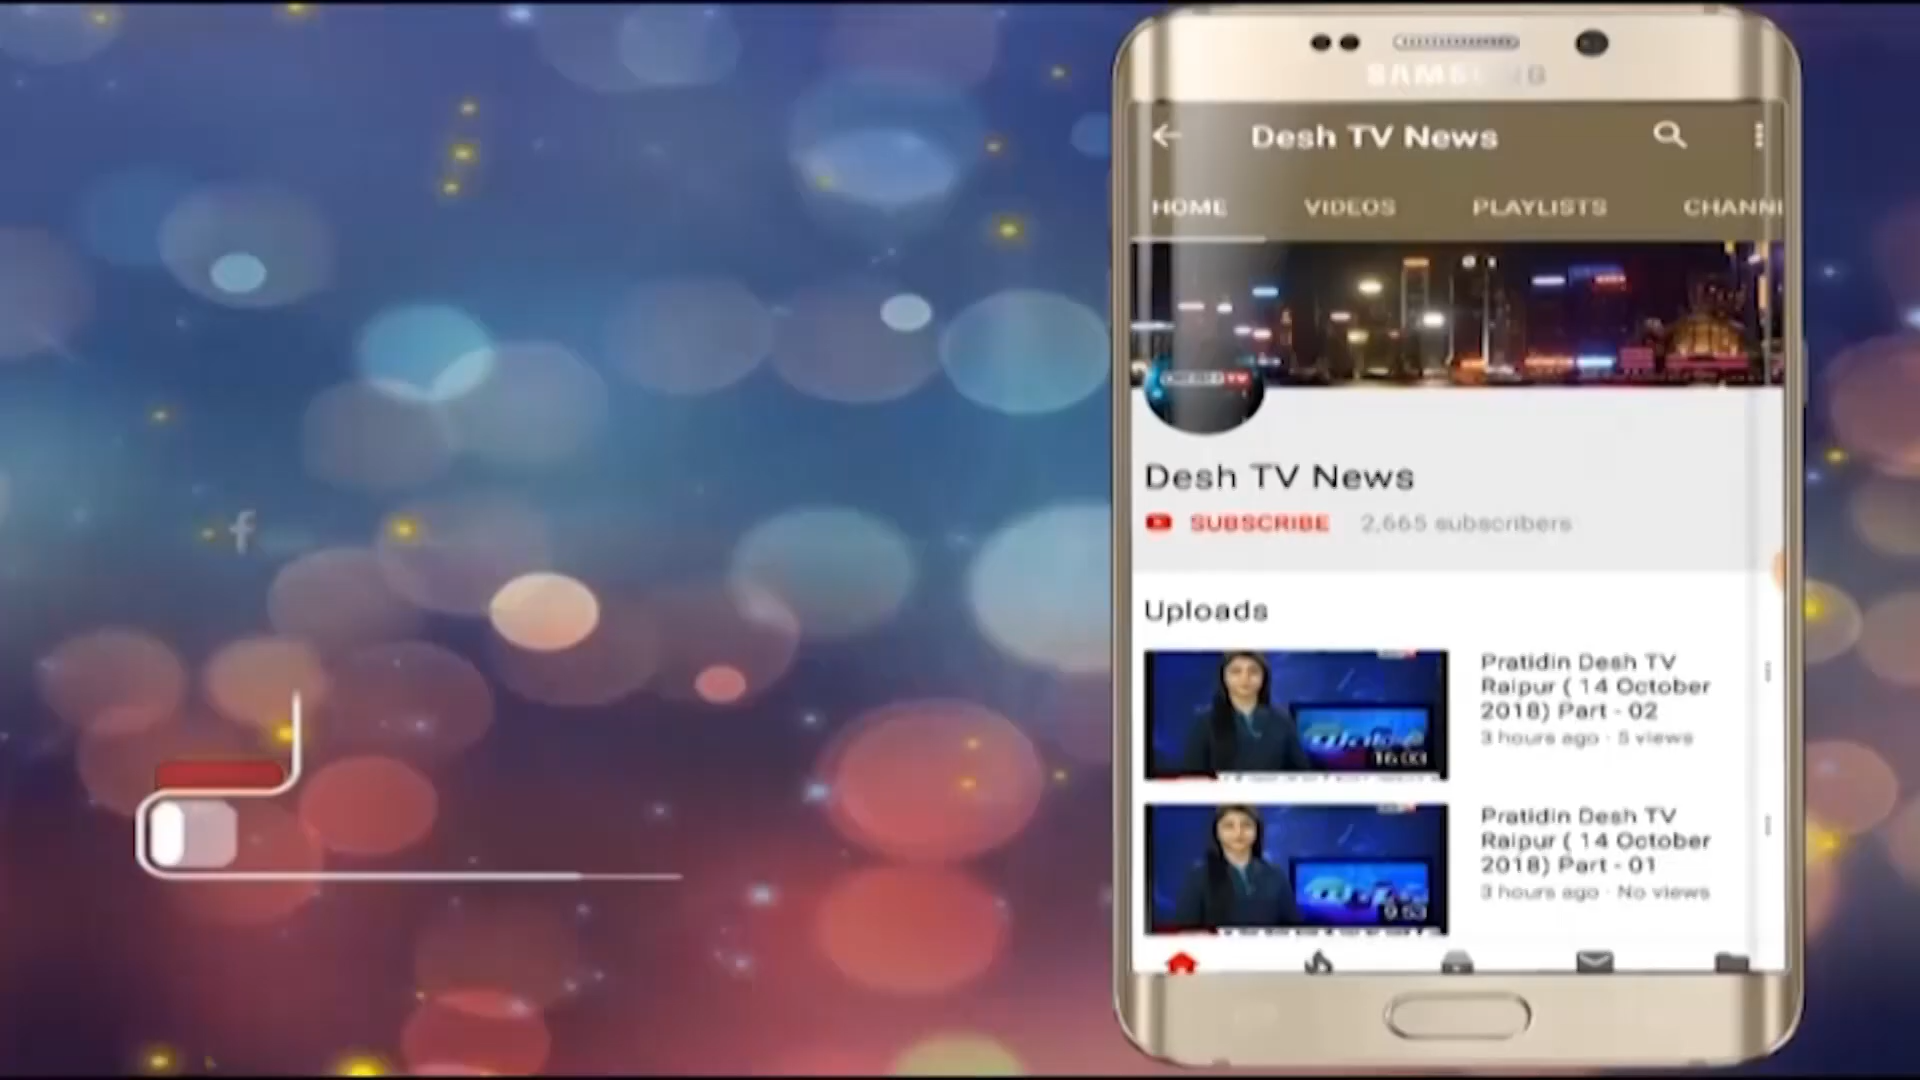 SAMSUNG
Desh TV News
HOME VIDEOS PLAYLISTS CHANNE
Desh TV News
SUBSCRIBE 2,665 subscribers
Uploads
Pratidin Desh TV
Raipur ( 14 October
2018) Part - 02
3 hours ago · 5 views
16:03
Pratidin Desh TV
Raipur ( 14 October
2018) Part - 01
3 hours ago · No views
9:53
f